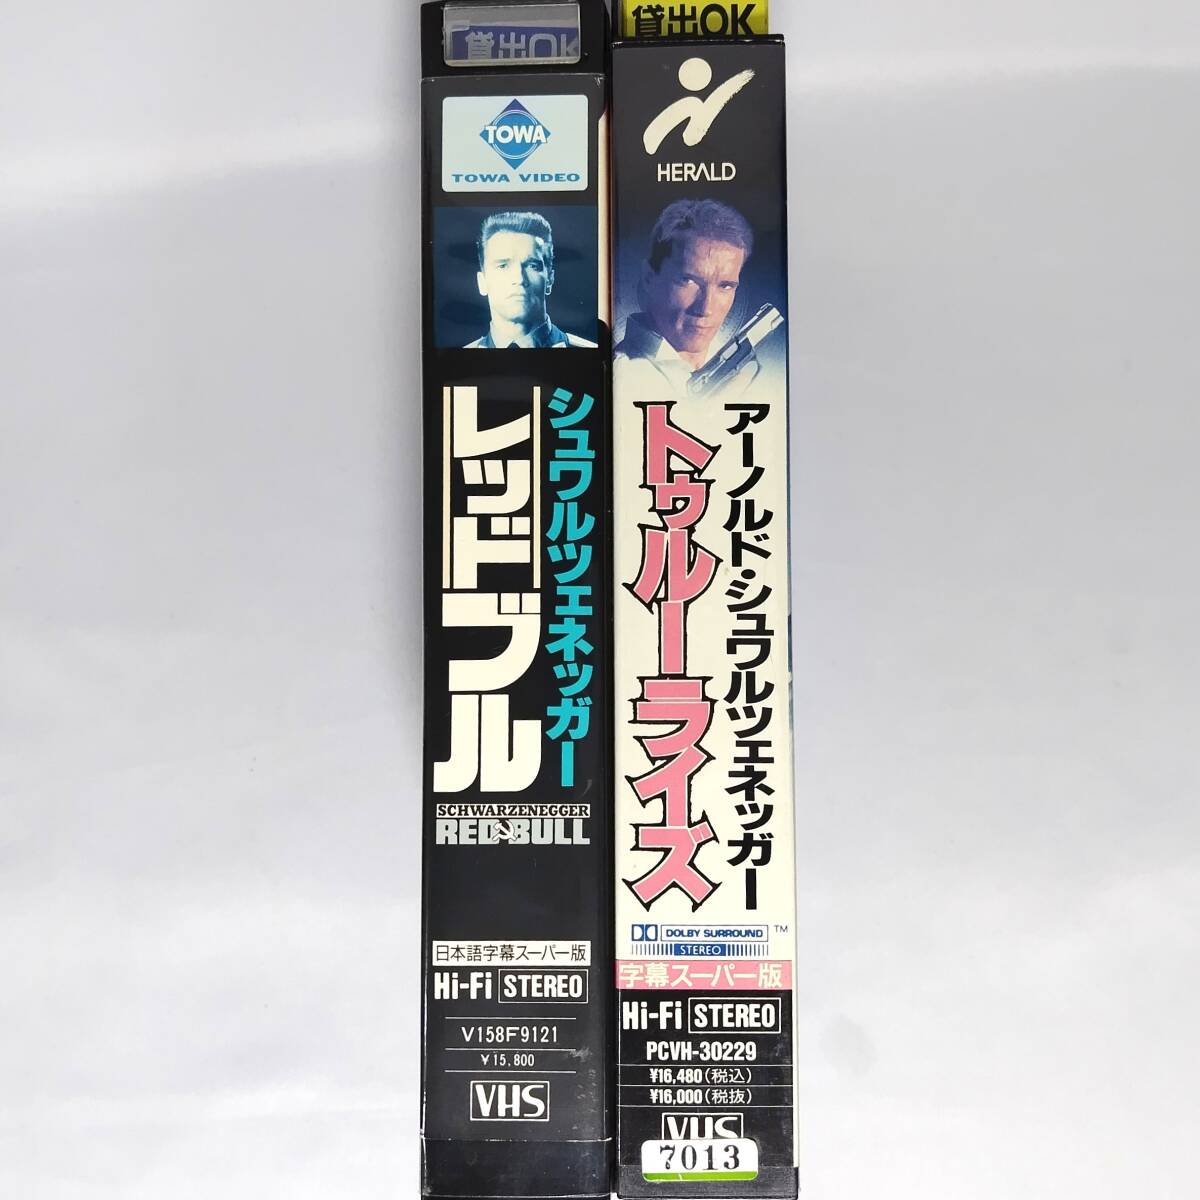 「貸出OK
TOWA
TOWA VIDEO
シュワルツェネッガー
レッドブル
SCHWARZENEGGER
RED BULL
日本語字幕スーパー版
Hi-Fi STEREO
V158F9121
¥15,800
VHS
貸出OK
HERALD
アーノルド・シュワルツェネッガー
トゥルーライズ
DOLBY SURROUND TM
STEREO
字幕スーパー版
Hi-Fi STEREO
PCVH-30229
¥16,480(税込)
¥16,000(税抜)
VHS
7013